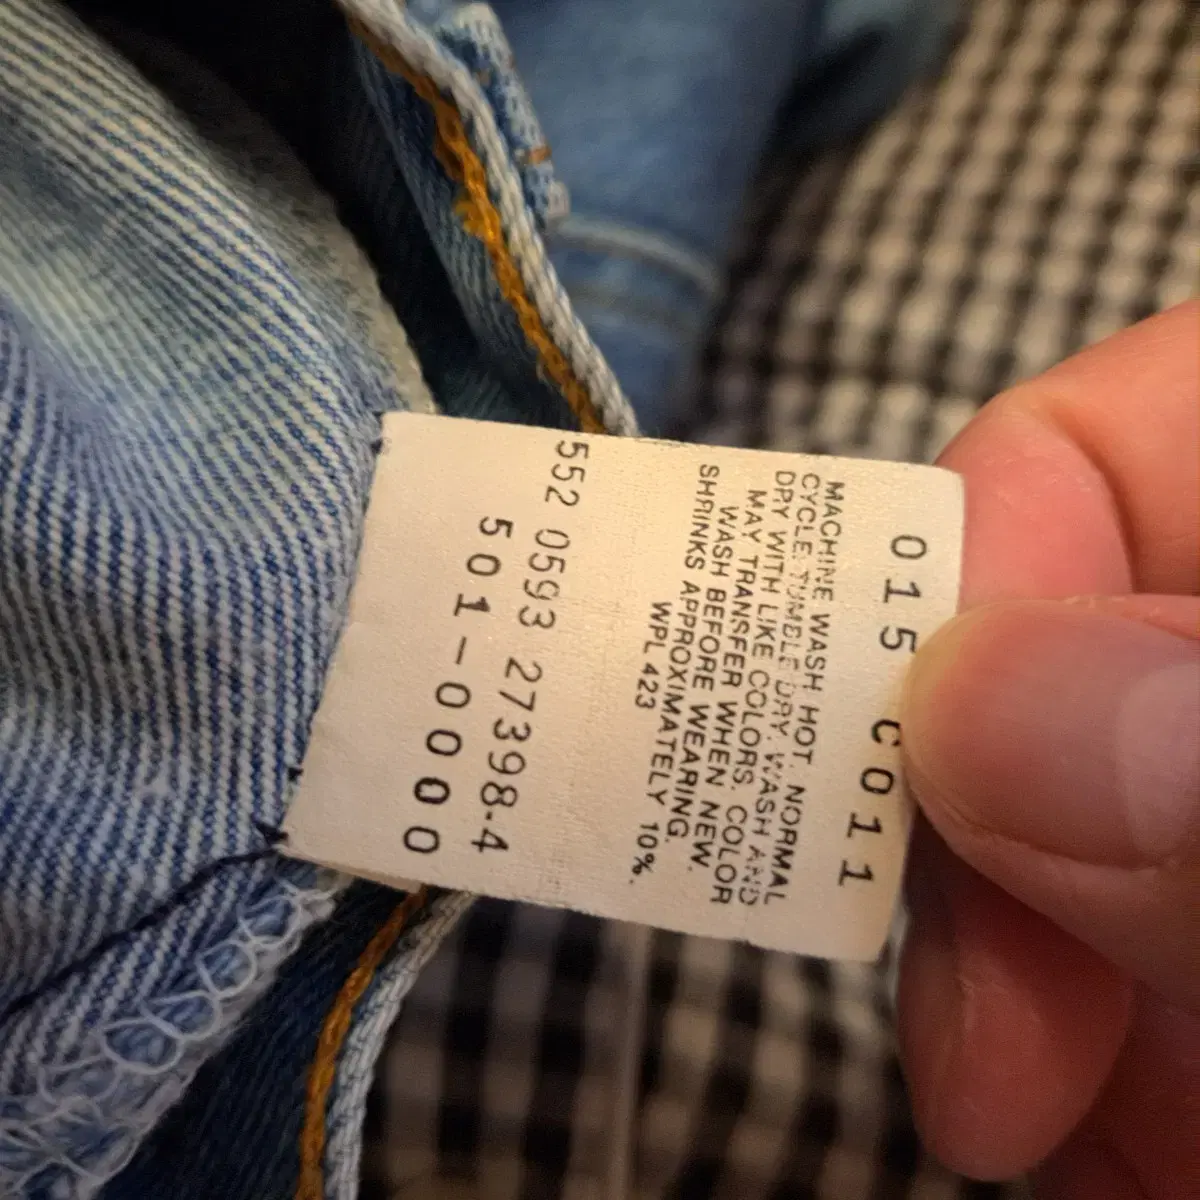 015 C011
MACHINE WASH HOT. NORMAL
CYCLE. TUMBLE DRY. WASH AND
DRY WITH LIKE COLORS. COLOR
MAY TRANSFER WHEN NEW.
WASH BEFORE WEARING.
SHRINKS APPROXIMATELY 10%.
WPL 423
552 0593 27398-4
501-0000